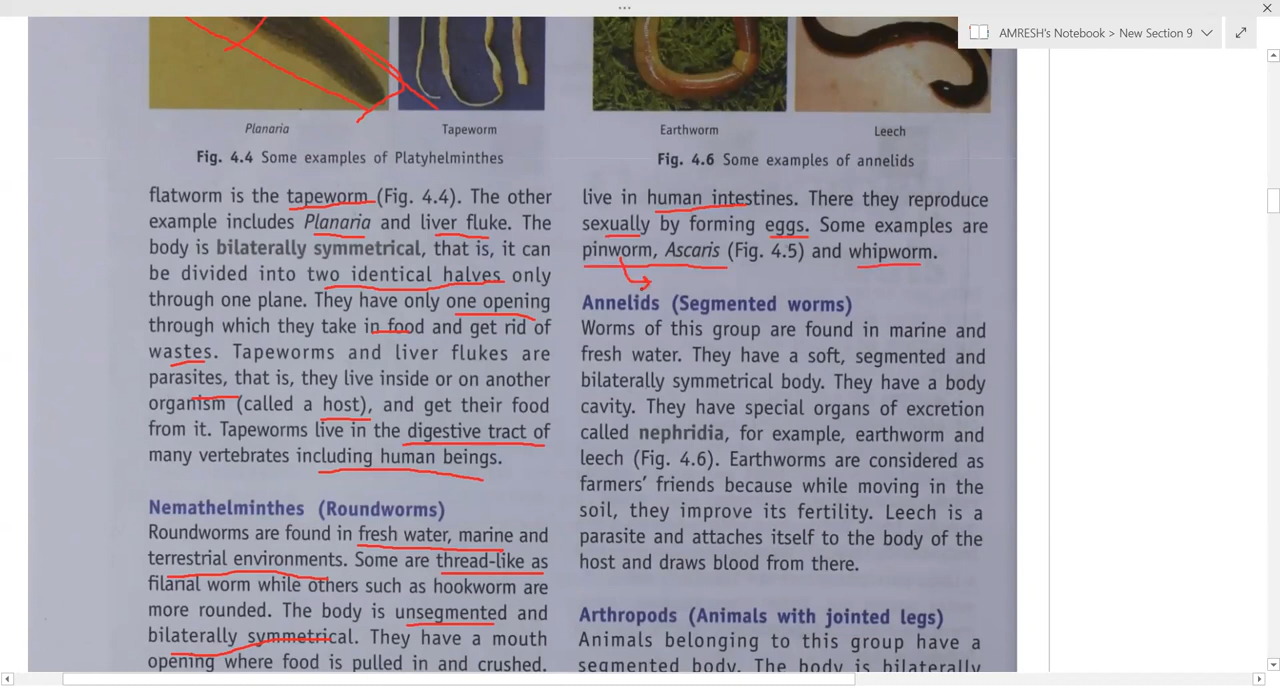 AMRESH's Notebook > New Section 9
Planaria
Tapeworm
Fig. 4.4 Some examples of Platyhelminthes
flatworm is the tapeworm (Fig. 4.4). The other
example includes Planaria and liver fluke. The
body is bilaterally symmetrical, that is, it can
be divided into two identical halves only
through one plane. They have only one opening
through which they take in food and get rid of
wastes. Tapeworms and liver flukes are
parasites, that is, they live inside or on another
organism (called a host), and get their food
from it. Tapeworms live in the digestive tract of
many vertebrates including human beings.
Nemathelminthes (Roundworms)
Roundworms are found in fresh water, marine and
terrestrial environments. Some are thread-like as
filarial worm while others such as hookworm are
more rounded. The body is unsegmented and
bilaterally symmetrical. They have a mouth
opening where food is pulled in and crushed.
Earthworm
Leech
Fig. 4.6 Some examples of annelids
live in human intestines. There they reproduce
sexually by forming eggs. Some examples are
pinworm, Ascaris (Fig. 4.5) and whipworm.
Annelids (Segmented worms)
Worms of this group are found in marine and
fresh water. They have a soft, segmented and
bilaterally symmetrical body. They have a body
cavity. They have special organs of excretion
called nephridia, for example, earthworm and
leech (Fig. 4.6). Earthworms are considered as
farmers' friends because while moving in the
soil, they improve its fertility. Leech is a
parasite and attaches itself to the body of the
host and draws blood from there.
Arthropods (Animals with jointed legs)
Animals belonging to this group have a
segmented body. The body is bilaterally